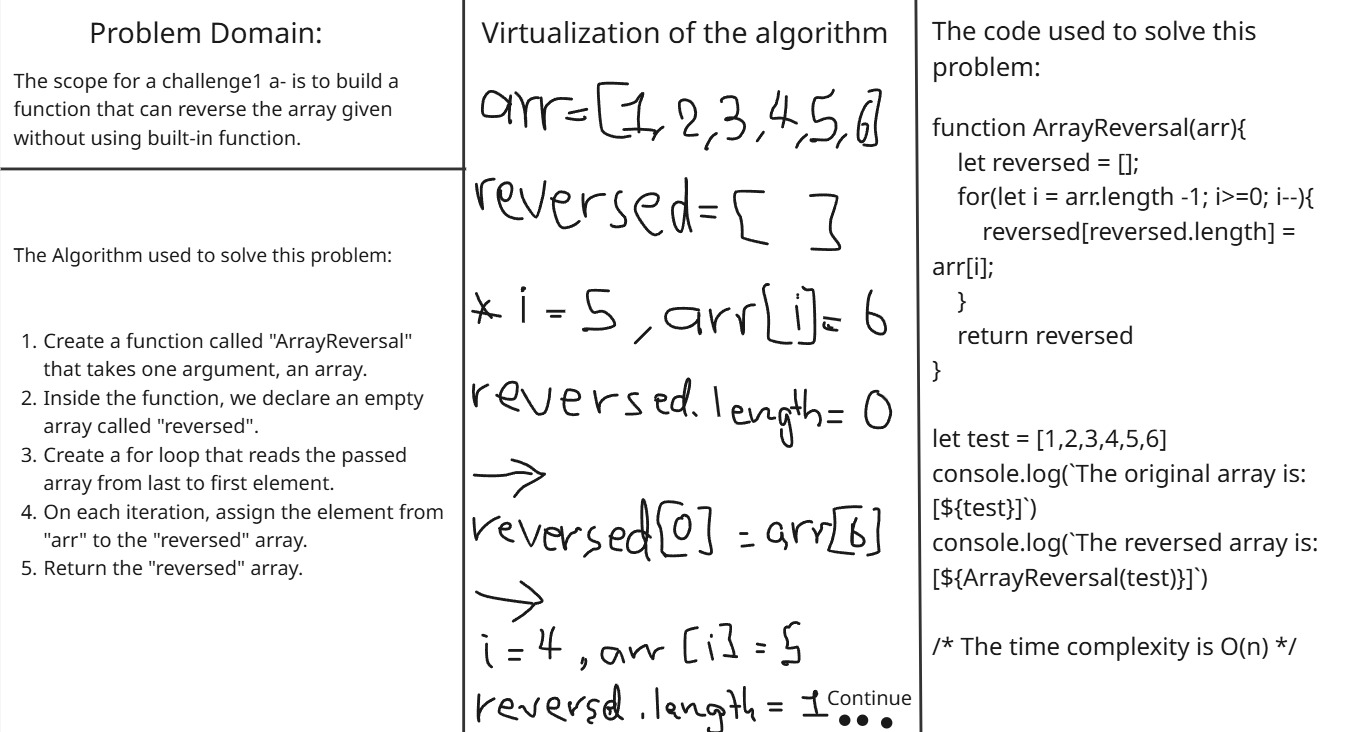 Problem Domain:
The scope for a challenge1 a- is to build a
function that can reverse the array given
without using built-in function.
The Algorithm used to solve this problem:
1. Create a function called "ArrayReversal"
that takes one argument, an array.
2. Inside the function, we declare an empty
array called "reversed".
3. Create a for loop that reads the passed
array from last to first element.
4. On each iteration, assign the element from
"arr" to the "reversed" array.
5. Return the "reversed" array.
Virtualization of the algorithm
arr=[1,2,3,4,5,6]
reversed=[ ]
* i = 5, arr[i]= 6
reversed.length= 0
→
reversed[0] = arr[6]
→
i = 4, arr [i] = 5
reversd.length = 1
Continue
The code used to solve this
problem:
function ArrayReversal(arr){
let reversed = [];
for(let i = arr.length -1; i>=0; i--){
reversed[reversed.length] =
arr[i];
}
return reversed
}
let test = [1,2,3,4,5,6]
console.log(`The original array is:
[${test}]`)
console.log(`The reversed array is:
[${ArrayReversal(test)}]`)
/* The time complexity is O(n) */